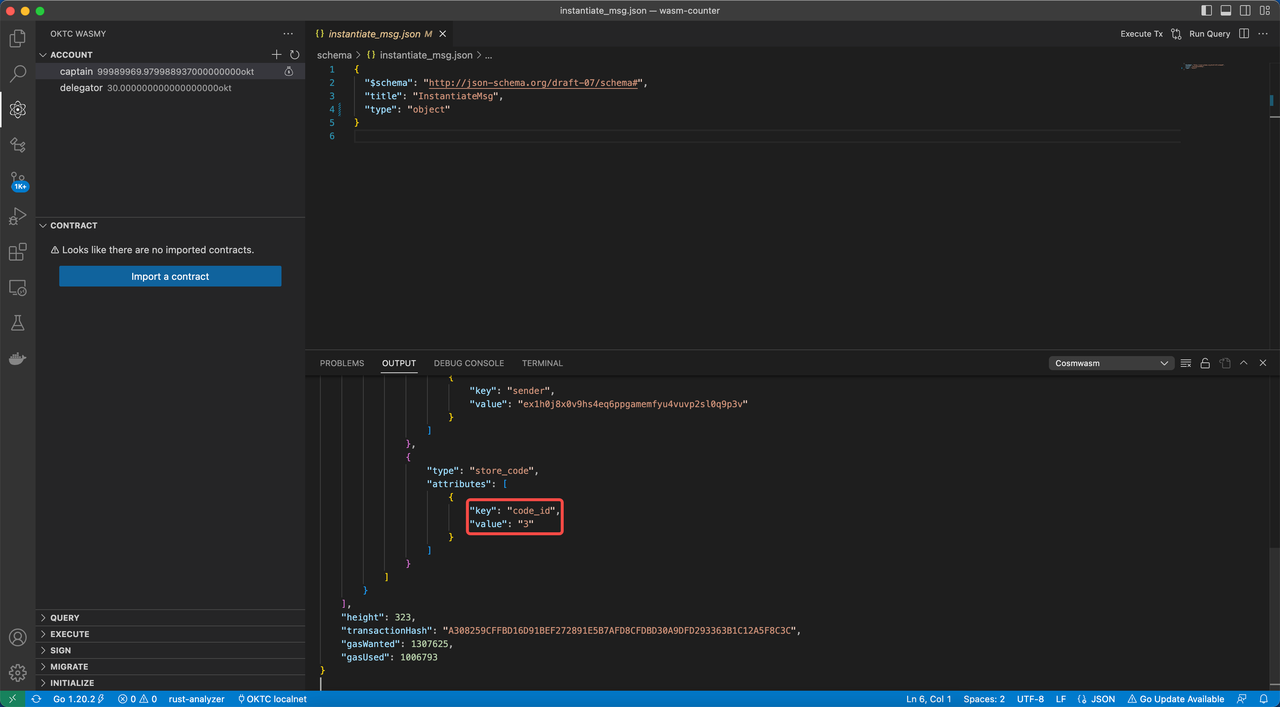 instantiate_msg.json — wasm-counter
OKTC WASMY
ACCOUNT
captain 99989969.979988937000000000okt
delegator 30.000000000000000000okt
CONTRACT
Looks like there are no imported contracts.
Import a contract
QUERY
EXECUTE
SIGN
MIGRATE
INITIALIZE
1K+
{} instantiate_msg.json M
Execute Tx
Run Query
schema > {} instantiate_msg.json > ...
1 {
2 "$schema": "http://json-schema.org/draft-07/schema#",
3 "title": "InstantiateMsg",
4 "type": "object"
5 }
6
PROBLEMS OUTPUT DEBUG CONSOLE TERMINAL
Cosmwasm
{
"key": "sender",
"value": "ex1h0j8x0v9hs4eq6ppgamemfyu4vuvp2sl0q9p3v"
}
]
},
{
"type": "store_code",
"attributes": [
{
"key": "code_id",
"value": "3"
}
]
}
]
}
],
"height": 323,
"transactionHash": "A308259CFFBD16D91BEF272891E5B7AFD8CFDBD30A9DFD293363B1C12A5F8C3C",
"gasWanted": 1307625,
"gasUsed": 1006793
}
Go 1.20.2 0 0 rust-analyzer OKTC localnet
Ln 6, Col 1 Spaces: 2 UTF-8 LF {} JSON Go Update Available